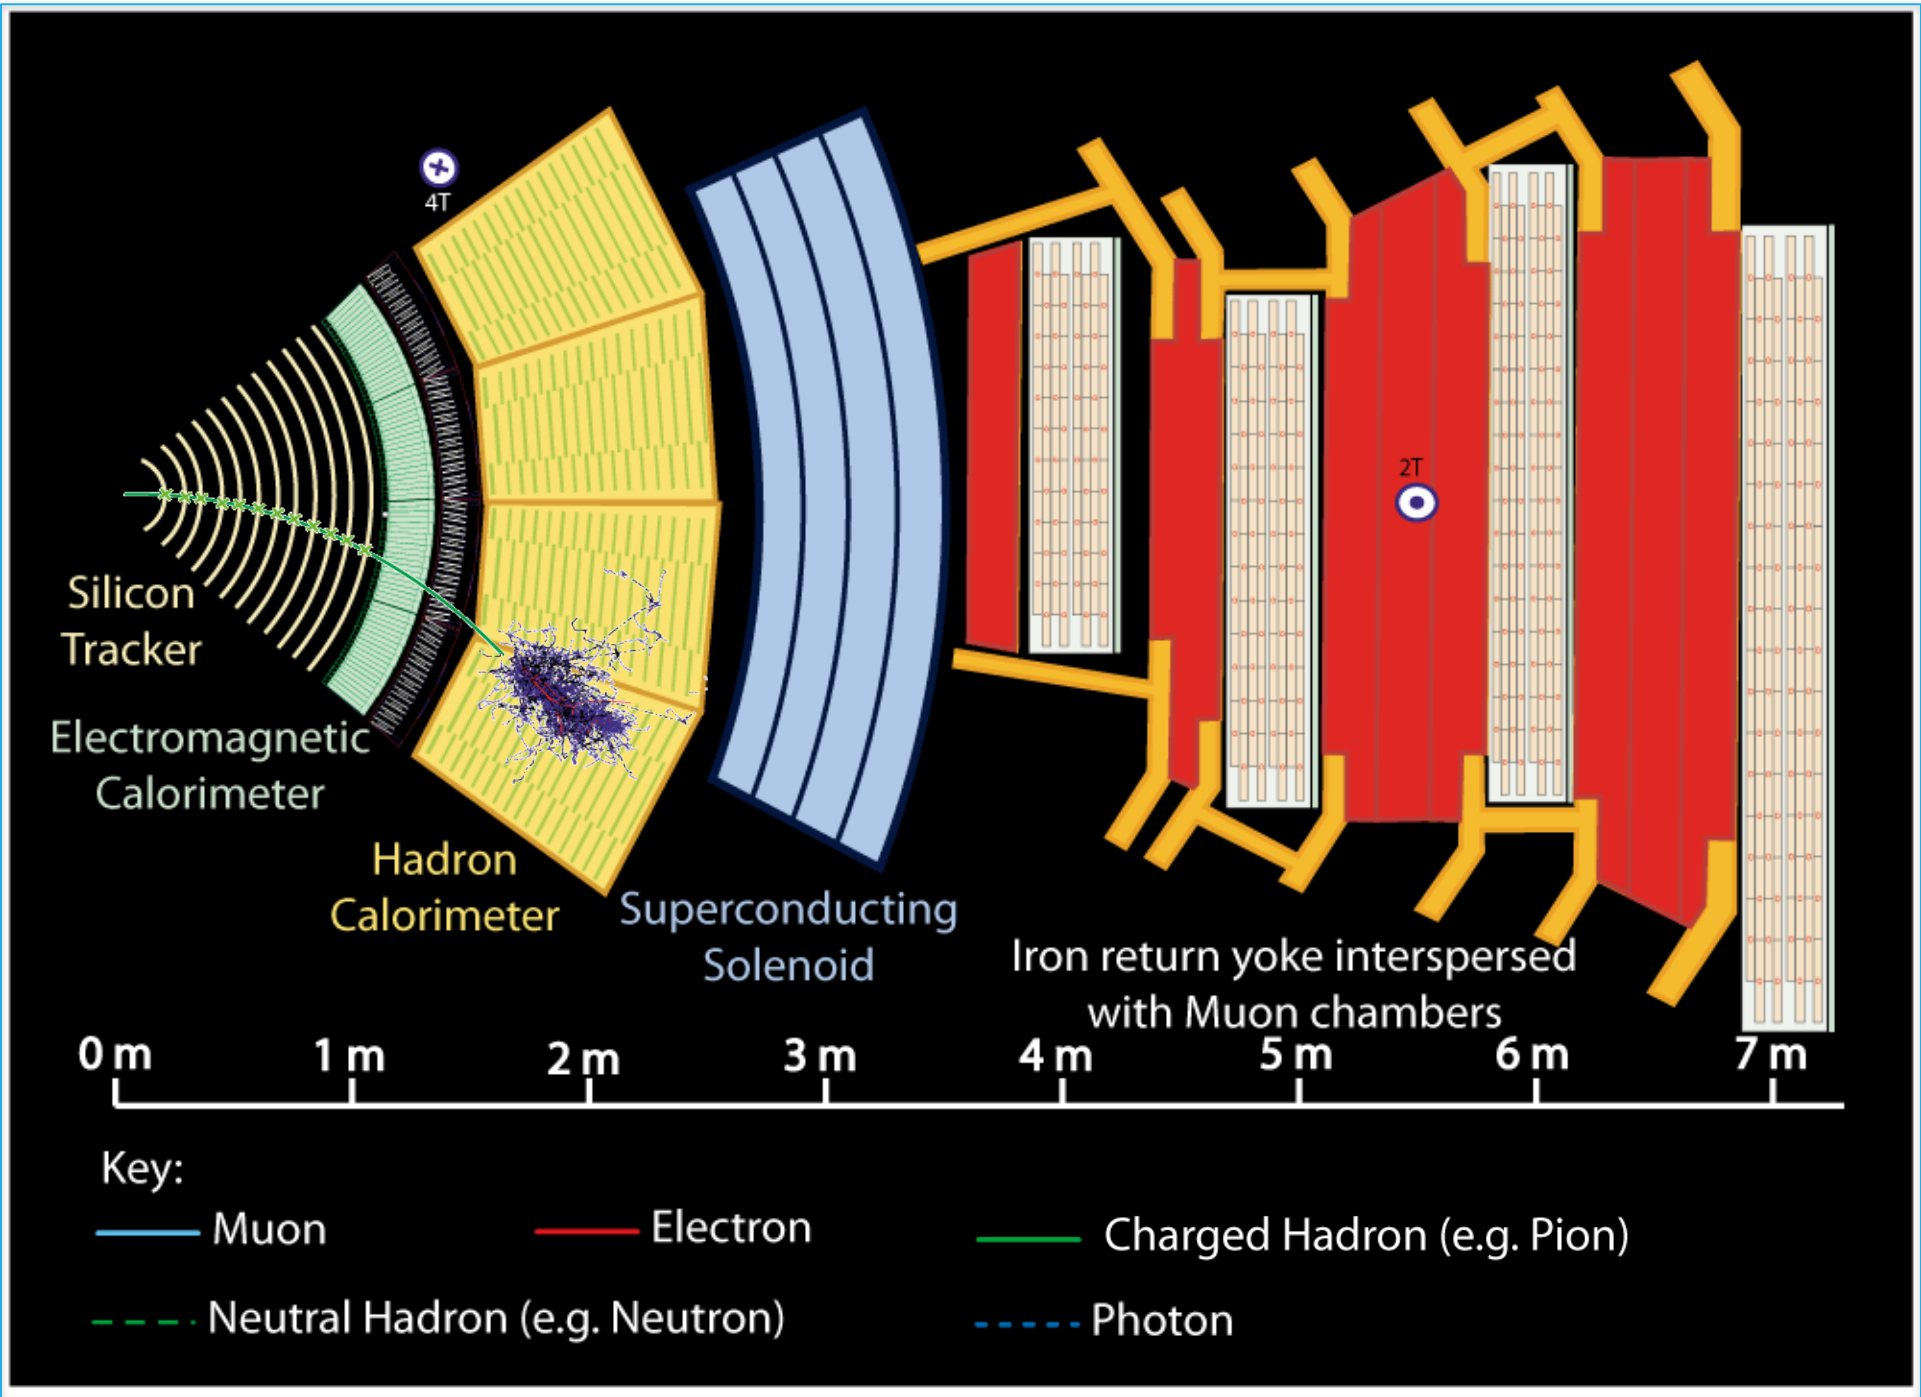 4T
2T
Silicon
Tracker
Electromagnetic
Calorimeter
Hadron
Calorimeter
Superconducting
Solenoid
Iron return yoke interspersed
with Muon chambers
0 m 1 m 2 m 3 m 4 m 5 m 6 m 7 m
Key:
Muon Electron Charged Hadron (e.g. Pion)
Neutral Hadron (e.g. Neutron) Photon